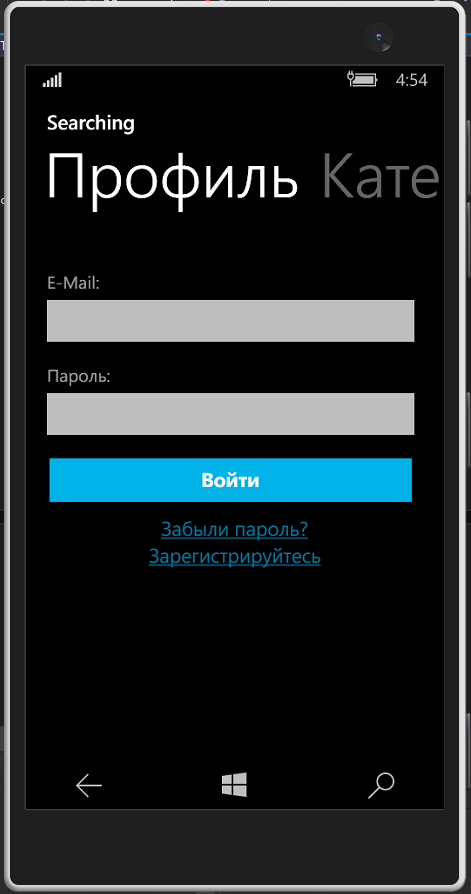 4:54
Searching
Профиль Кате
E-Mail:
Пароль:
Войти
Забыли пароль?
Зарегистрируйтесь